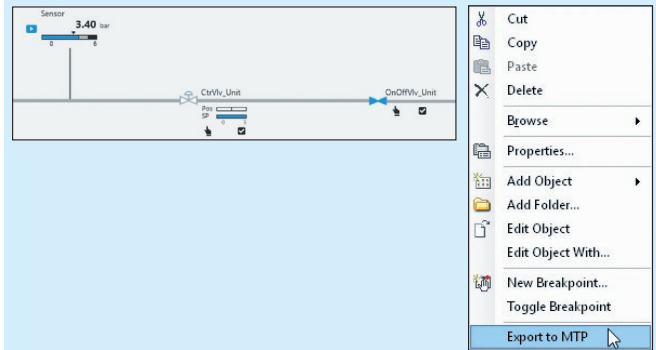 Sensor
3.40 bar
0 6
CtrlVlv_Unit
Pos
SP
0 1
OnOffVlv_Unit
Cut
Copy
Paste
Delete
Browse
Properties...
Add Object
Add Folder...
Edit Object
Edit Object With...
New Breakpoint...
Toggle Breakpoint
Export to MTP